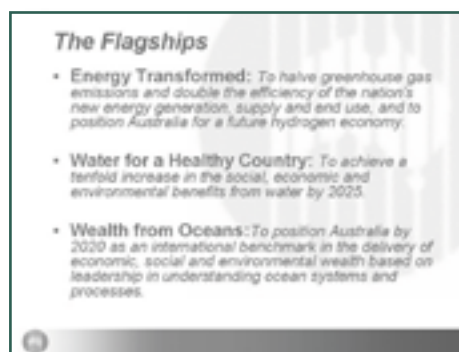 The Flagships
• Energy Transformed: To halve greenhouse gas
emissions and double the efficiency of the nation's
new energy generation, supply and end use, and to
position Australia for a future hydrogen economy.
• Water for a Healthy Country: To achieve a
tenfold increase in the social, economic and
environmental benefits from water by 2025.
• Wealth from Oceans: To position Australia by
2020 as an international benchmark in the delivery of
economic, social and environmental wealth based on
leadership in understanding ocean systems and
processes.